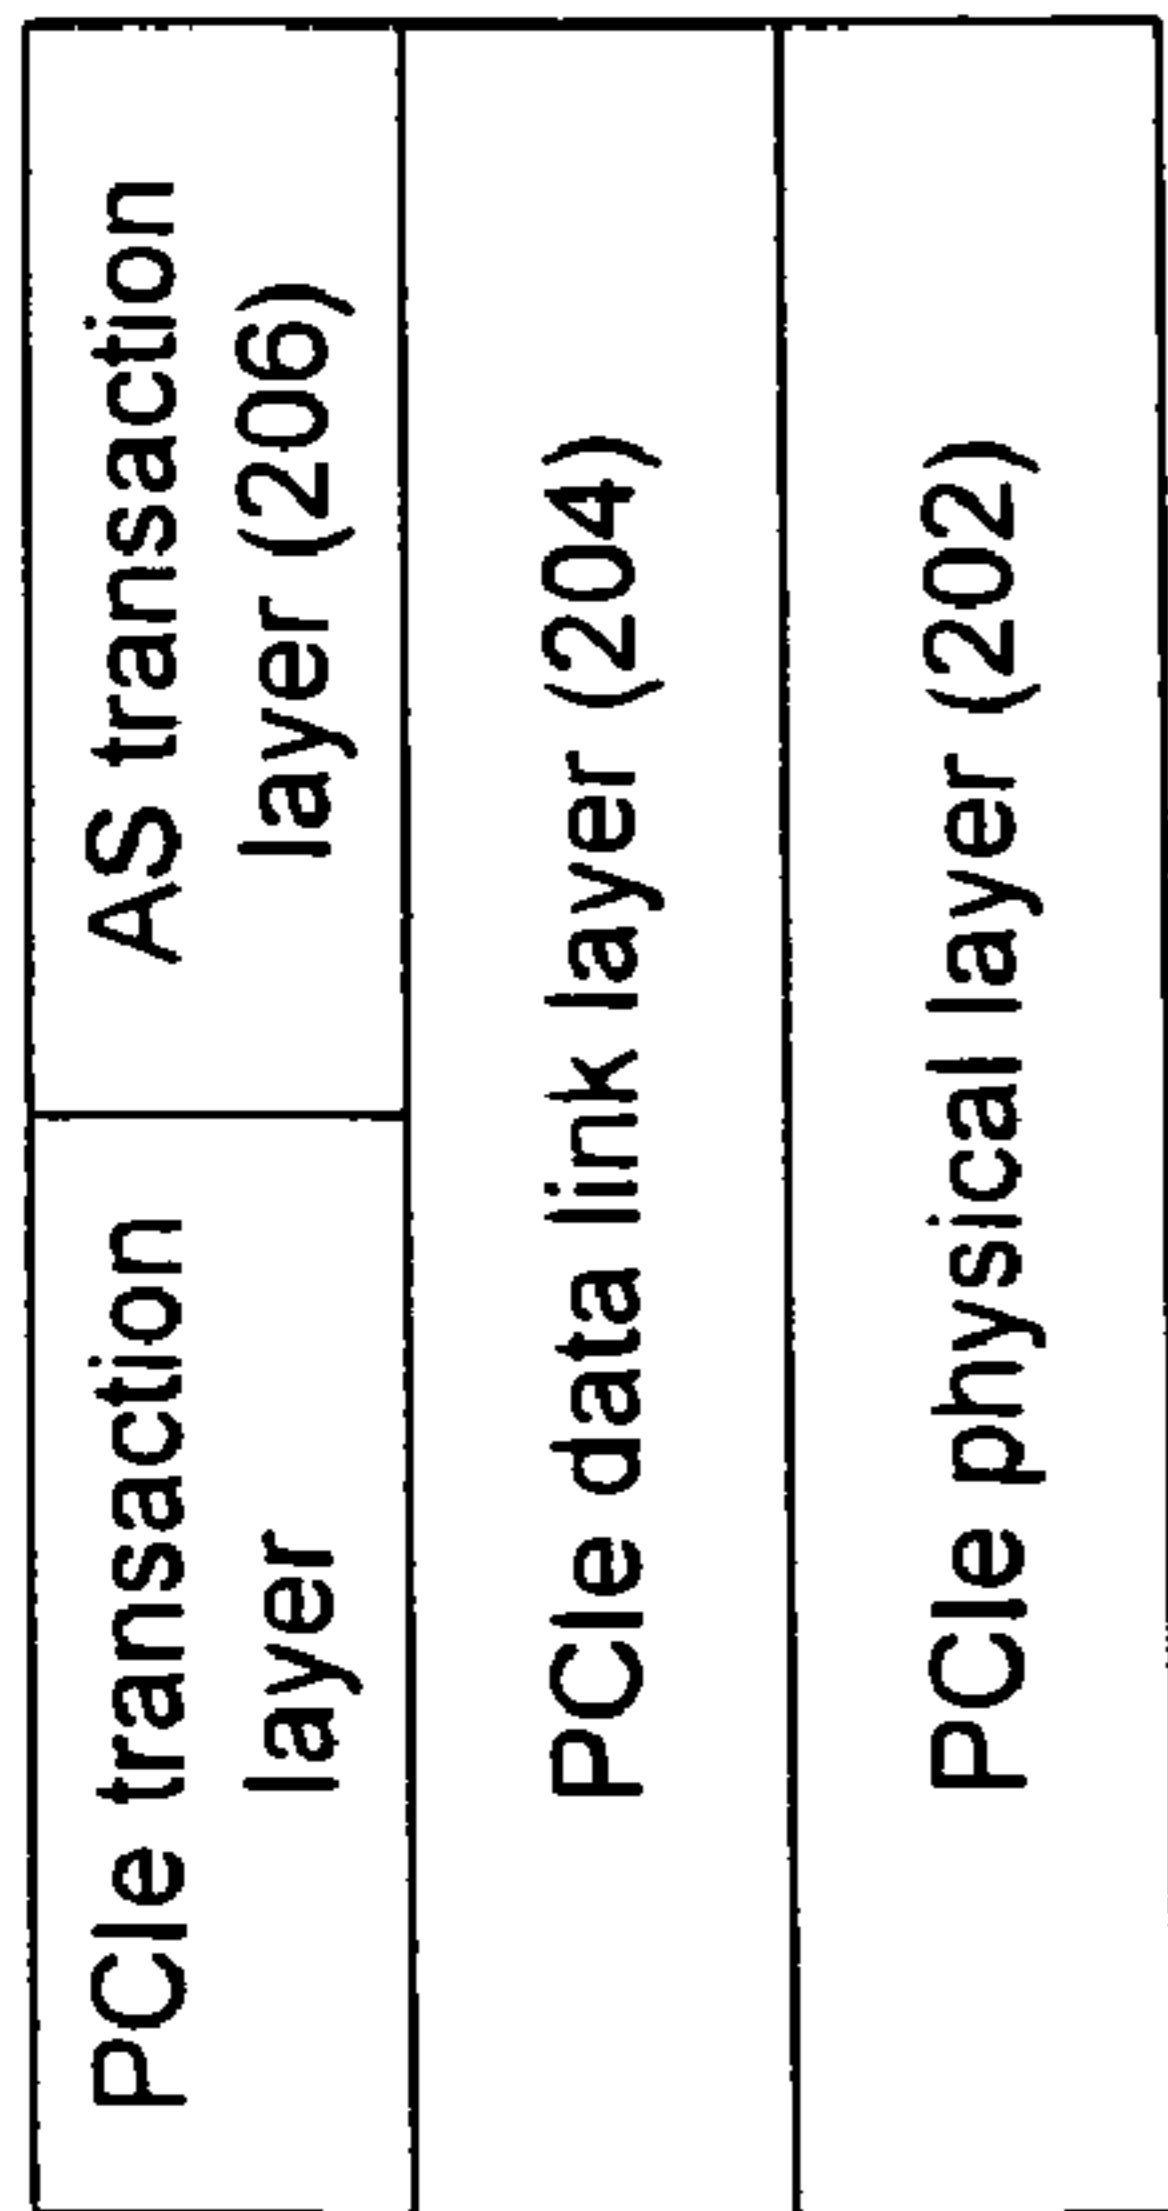 PCIe transaction
layer
AS transaction
layer (206)
PCIe data link layer (204)
PCIe physical layer (202)